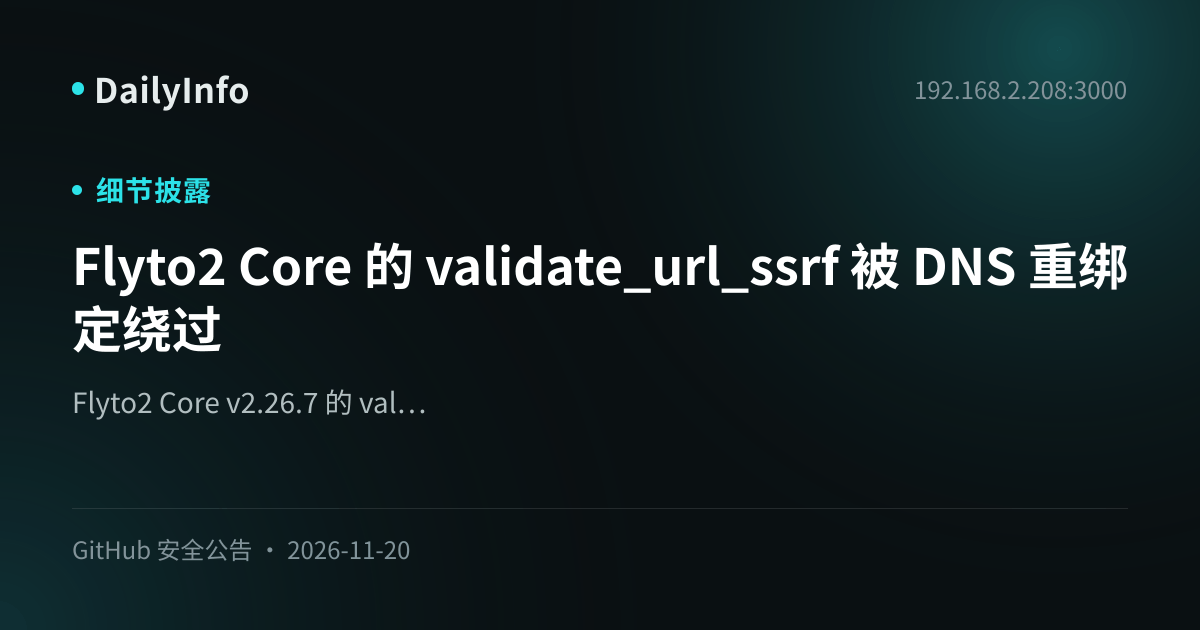 DailyInfo
192.168.2.208:3000
细节披露
Flyto2 Core 的 validate_url_ssrf 被 DNS 重绑
定绕过
Flyto2 Core v2.26.7 的 val…
GitHub 安全公告 · 2026-11-20